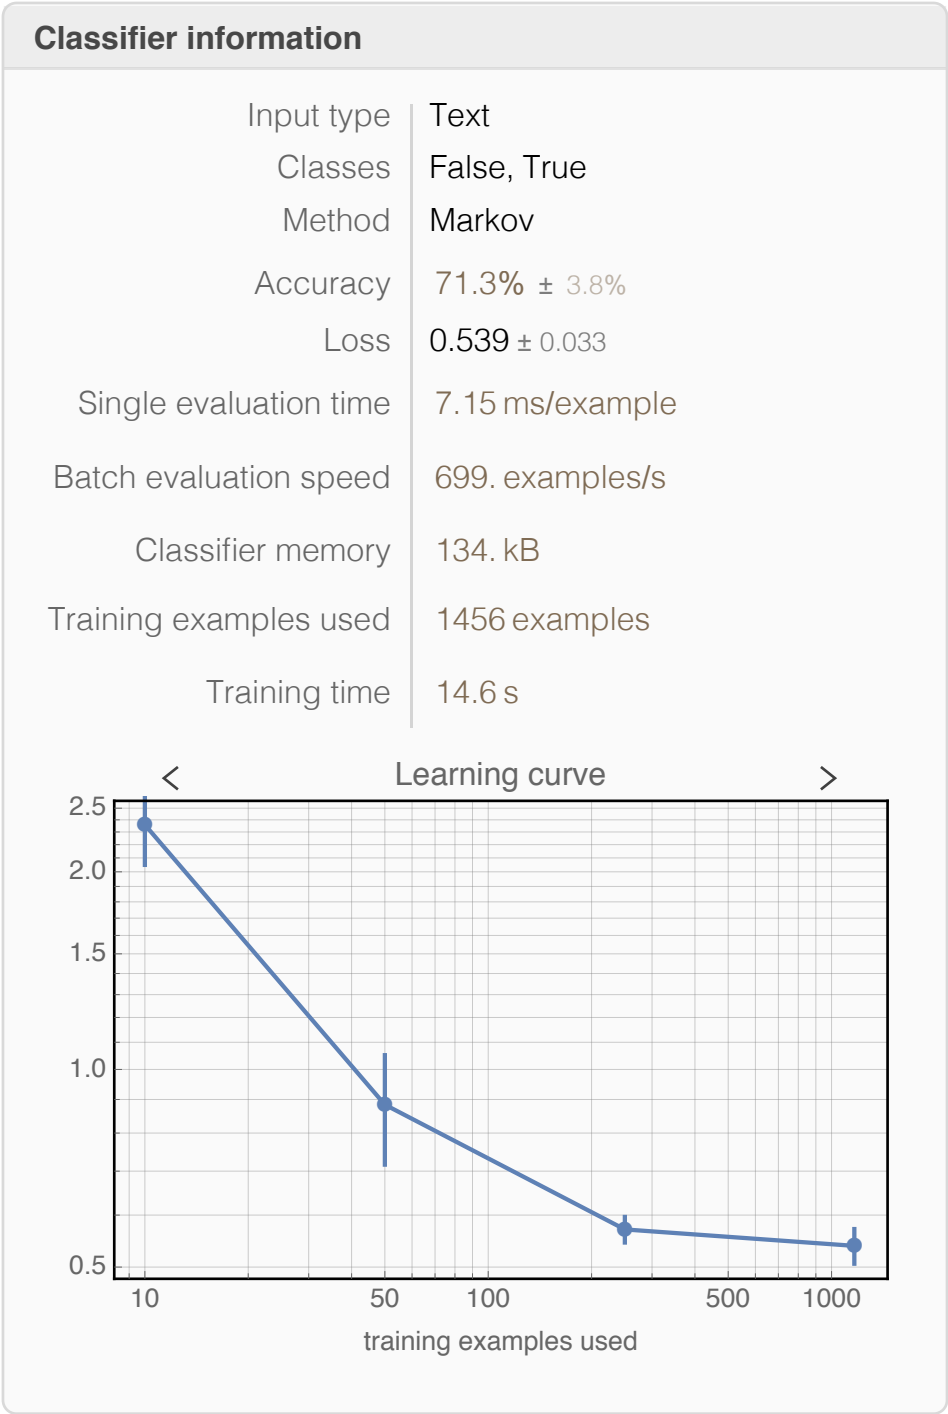 Classifier information
Input type Text
Classes False, True
Method Markov
Accuracy 71.3% ± 3.8%
Loss 0.539 ± 0.033
Single evaluation time 7.15 ms/example
Batch evaluation speed 699. examples/s
Classifier memory 134. kB
Training examples used 1456 examples
Training time 14.6 s
< Learning curve >
2.5
2.0
1.5
1.0
0.5
10 50 100 500 1000
training examples used